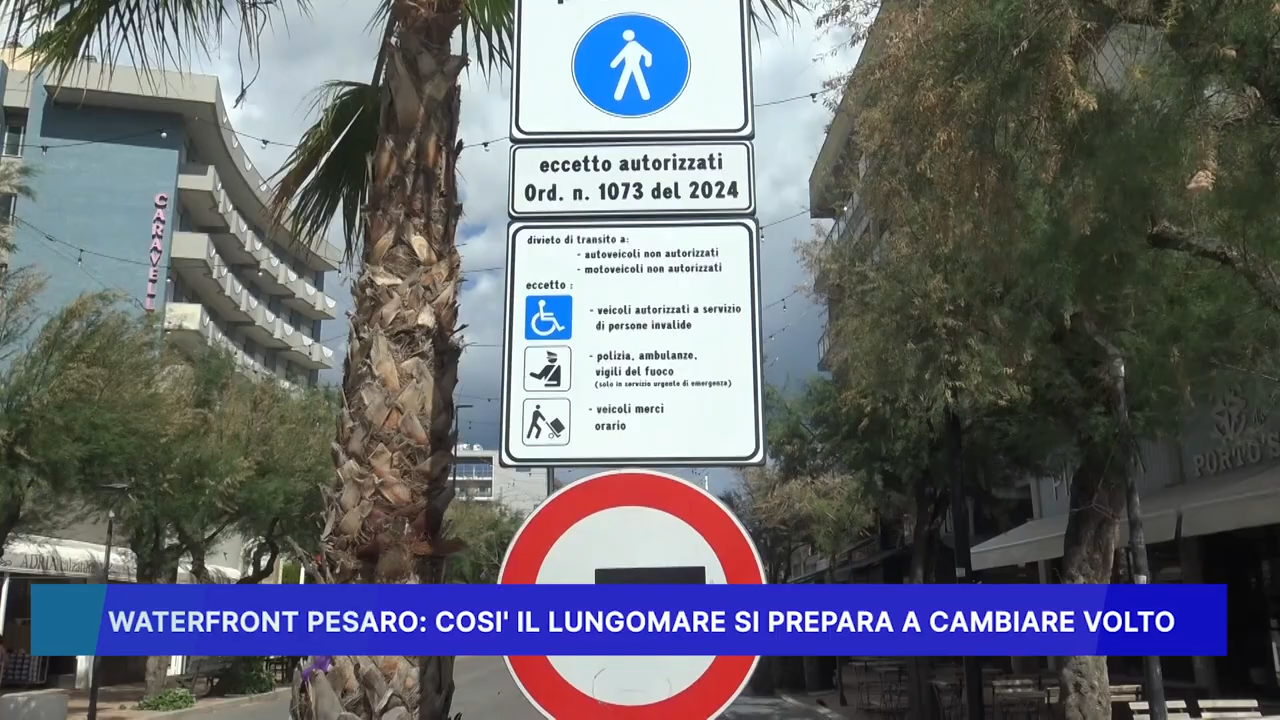 eccetto autorizzati
Ord. n. 1073 del 2024
divieto di transito a:
- autoveicoli non autorizzati
- motoveicoli non autorizzati
eccetto :
- veicoli autorizzati a servizio
di persone invalide
- polizia, ambulanze,
vigili del fuoco
(solo in servizio urgente di emergenza)
- veicoli merci
orario
CARAVEL
PORTO'S
ADRIA
WATERFRONT PESARO: COSI' IL LUNGOMARE SI PREPARA A CAMBIARE VOLTO